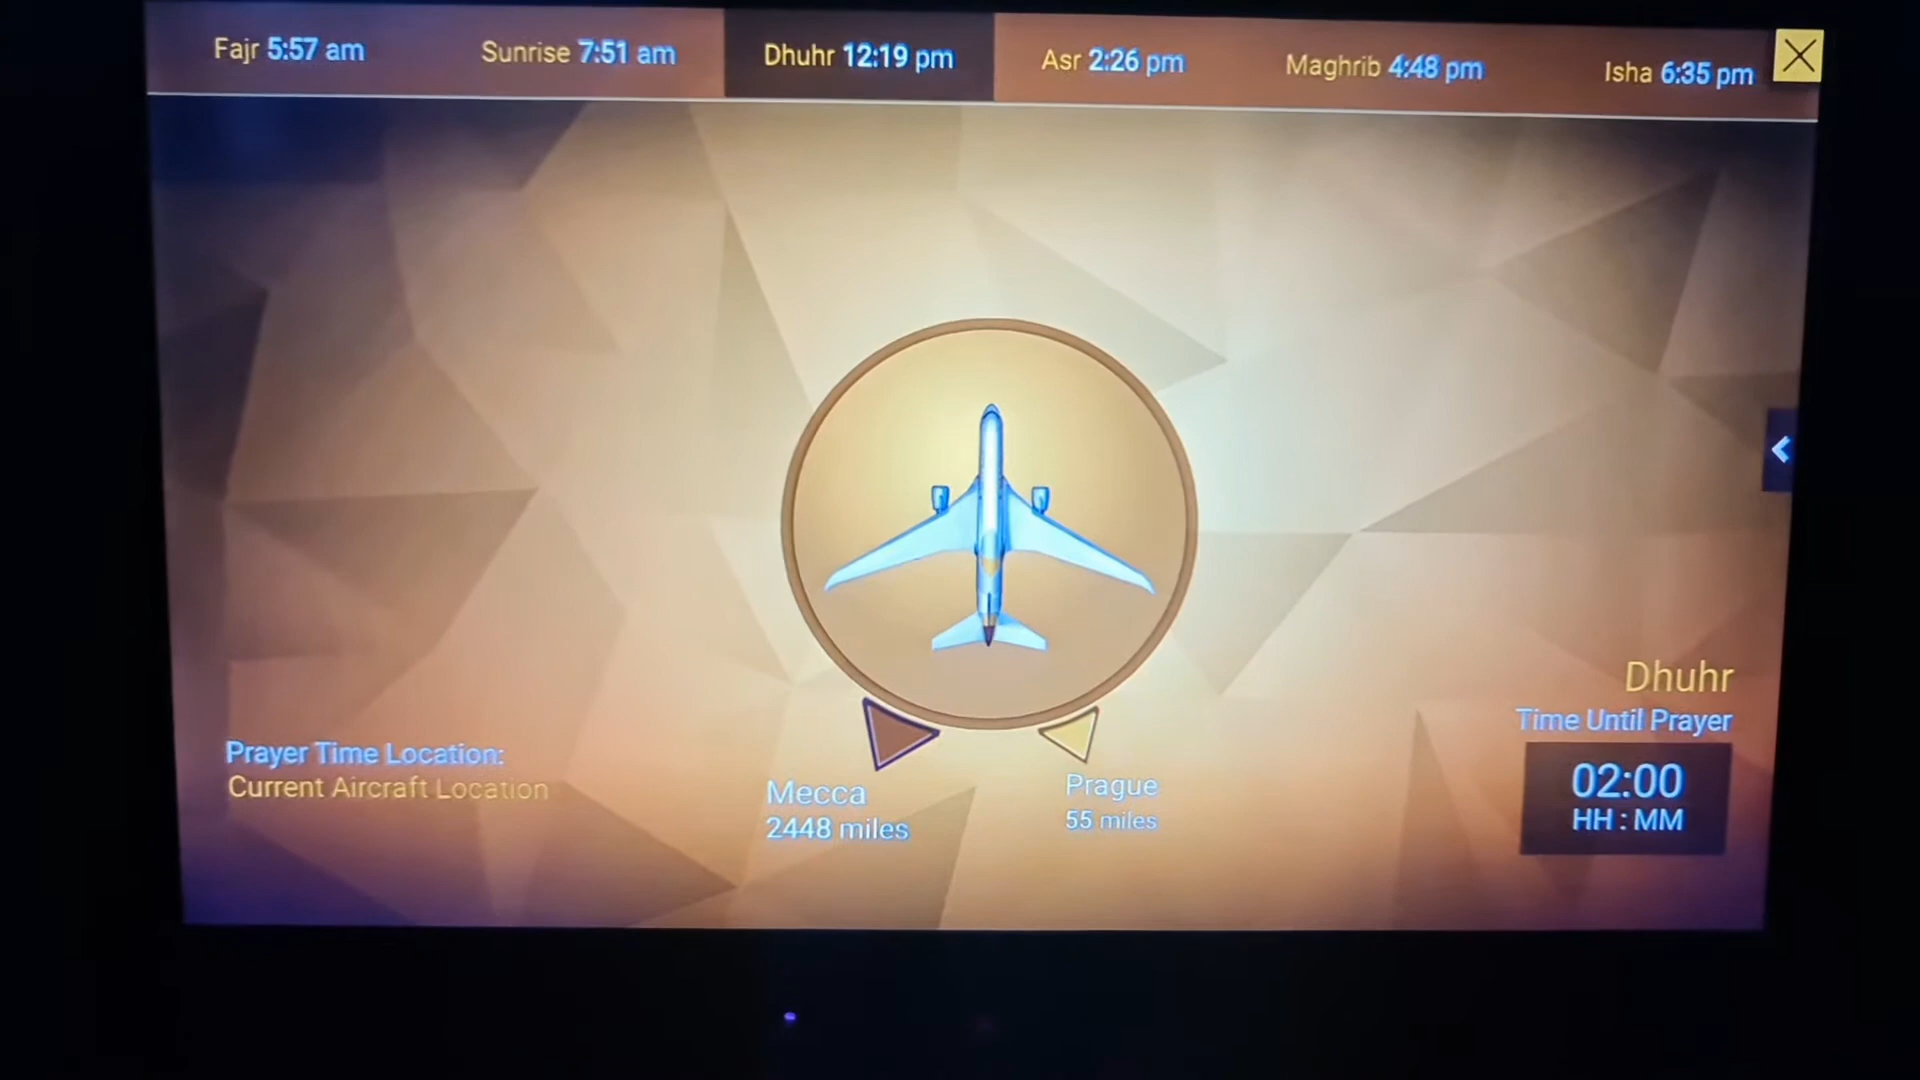 Fajr 5:57 am
Sunrise 7:51 am
Dhuhr 12:19 pm
Asr 2:26 pm
Maghrib 4:48 pm
Isha 6:35 pm
Prayer Time Location:
Current Aircraft Location
Mecca
2448 miles
Prague
55 miles
Dhuhr
Time Until Prayer
02:00
HH : MM